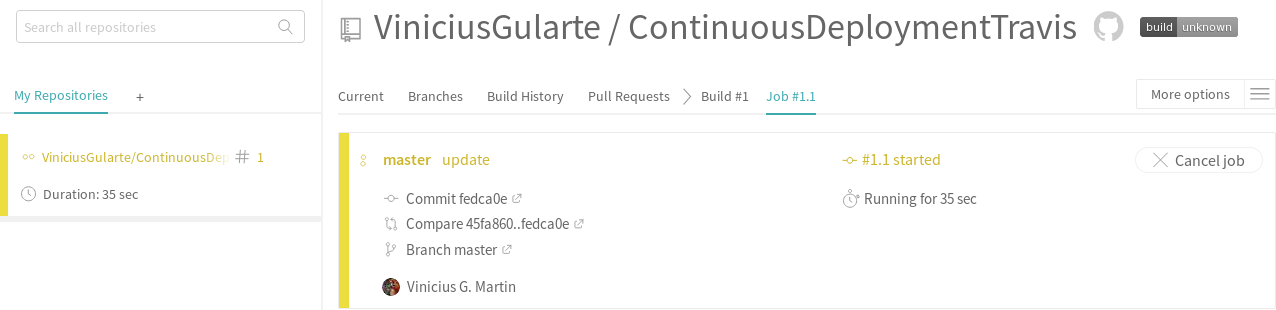 Search all repositories
My Repositories +
ViniciusGularte/ContinuousDep # 1
Duration: 35 sec
ViniciusGularte / ContinuousDeploymentTravis build unknown
Current Branches Build History Pull Requests Build #1 Job #1.1 More options
master update #1.1 started Cancel job
Commit fedca0e Running for 35 sec
Compare 45fa860..fedca0e
Branch master
Vinicius G. Martin